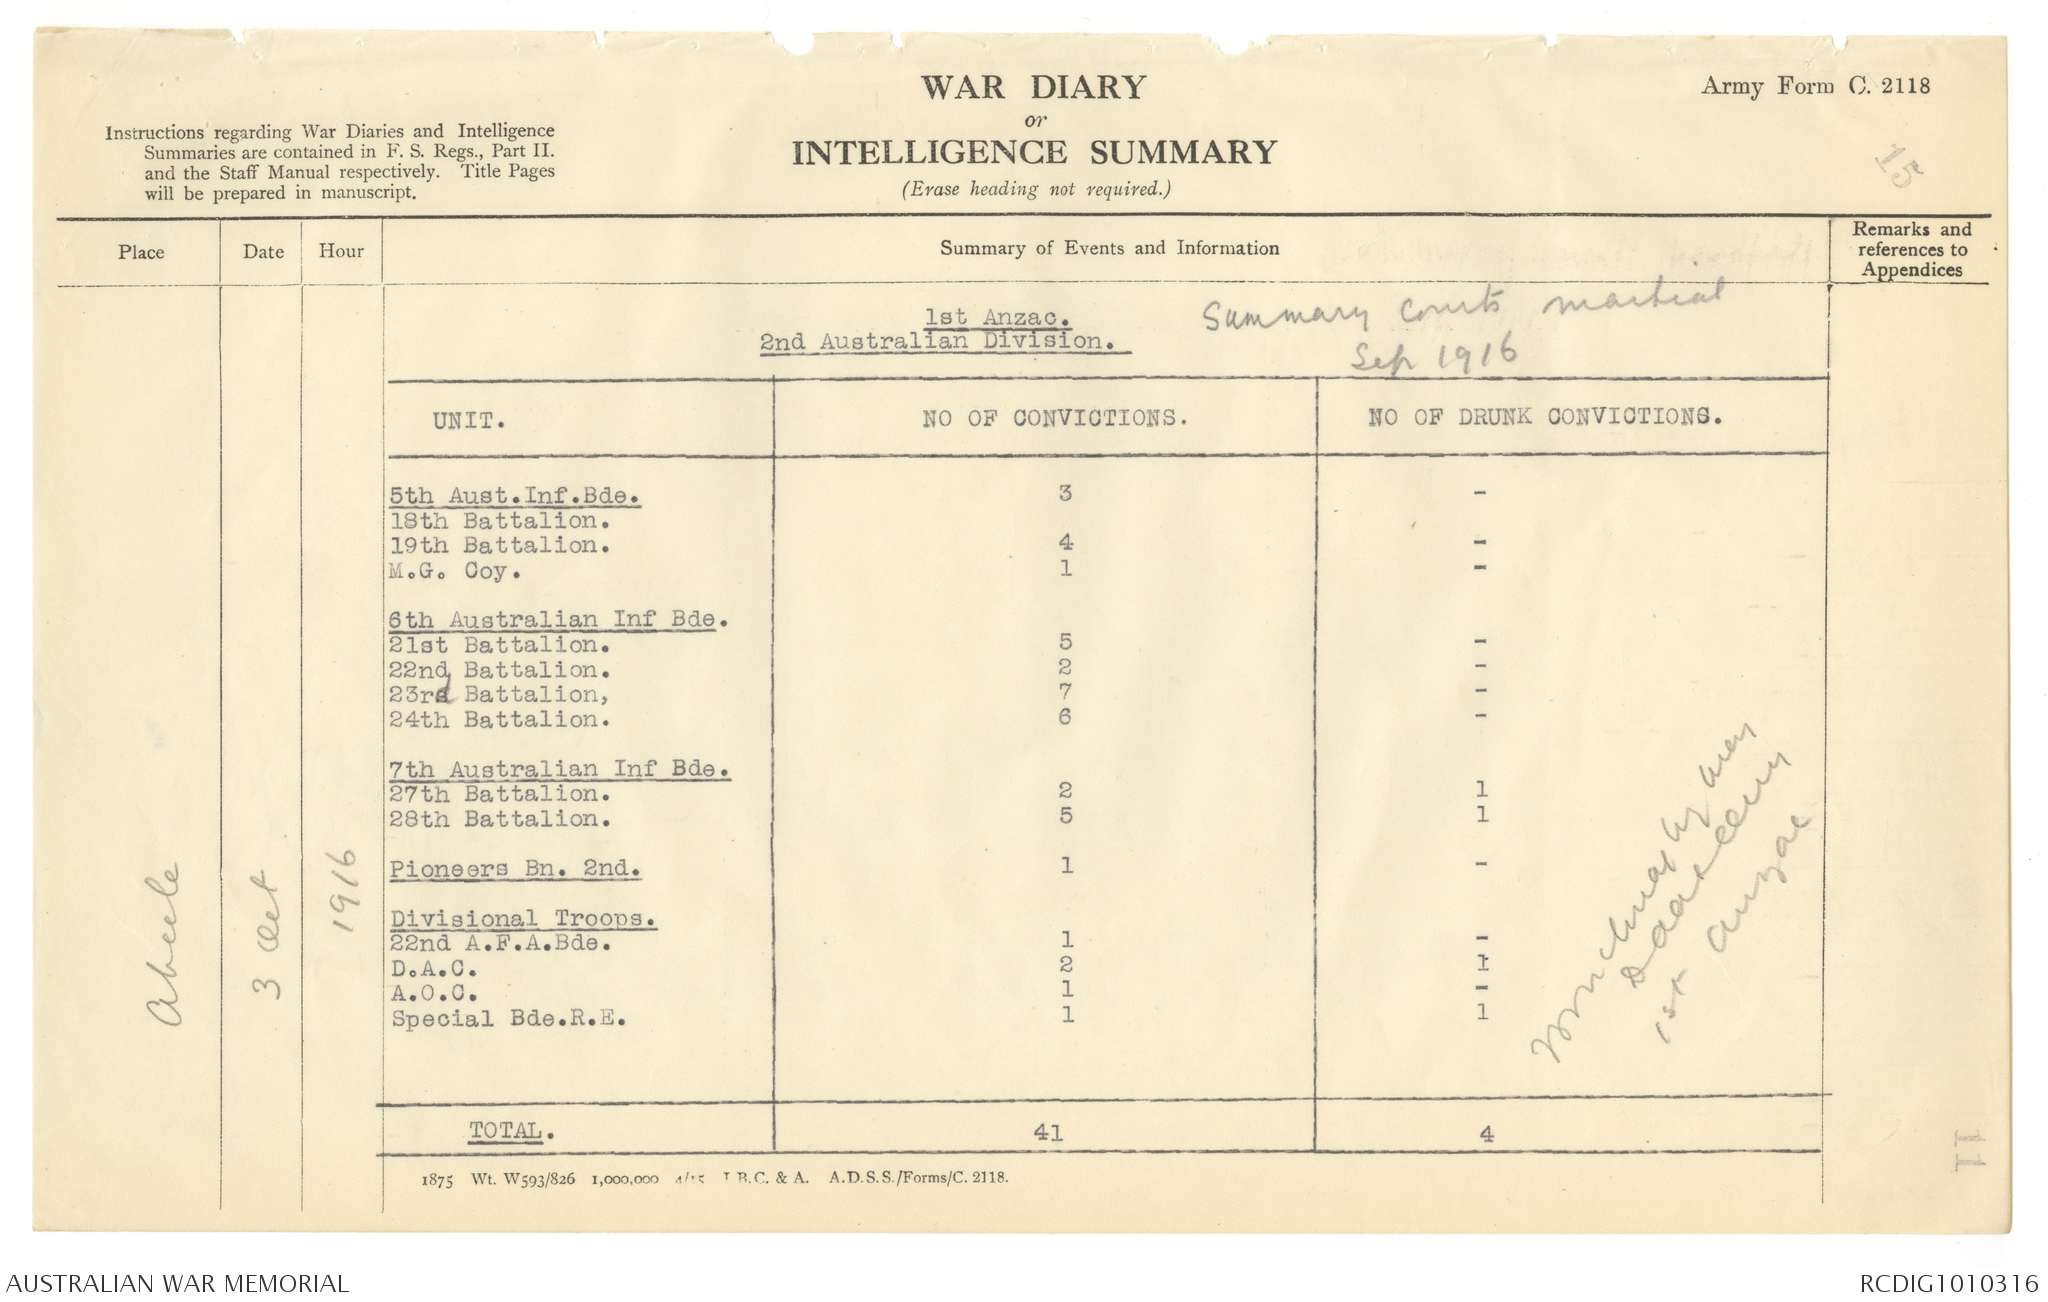 WAR DIARY
or
INTELLIGENCE SUMMARY
(Erase heading not required.)
Army Form C. 2118
15
Instructions regarding War Diaries and Intelligence
Summaries are contained in F. S. Regs., Part II.
and the Staff Manual respectively. Title Pages
will be prepared in manuscript.
Place Date Hour Summary of Events and Information Remarks and references to Appendices
1st Anzac. Summary Courts Martial
2nd Australian Division. Sep 1916
UNIT. NO OF CONVICTIONS. NO OF DRUNK CONVICTIONS.
5th Aust.Inf.Bde. 3 -
18th Battalion.
19th Battalion. 4 -
M.G. Coy. 1 -
6th Australian Inf Bde.
21st Battalion. 5 -
22nd Battalion. 2 -
23rd Battalion, 7 -
24th Battalion. 6 -
7th Australian Inf Bde.
27th Battalion. 2 1
28th Battalion. 5 1
Pioneers Bn. 2nd. 1 -
Divisional Troops.
22nd A.F.A.Bde. 1 -
D.A.C. 2 1
A.O.C. 1 -
Special Bde.R.E. 1 1
Abeele
3 Oct
1916
1st Anzac
TOTAL. 41 4
1875 Wt. W593/826 1,000,000 4/15 J.B.C. & A. A.D.S.S./Forms/C. 2118.
11
AUSTRALIAN WAR MEMORIAL
RCDIG1010316